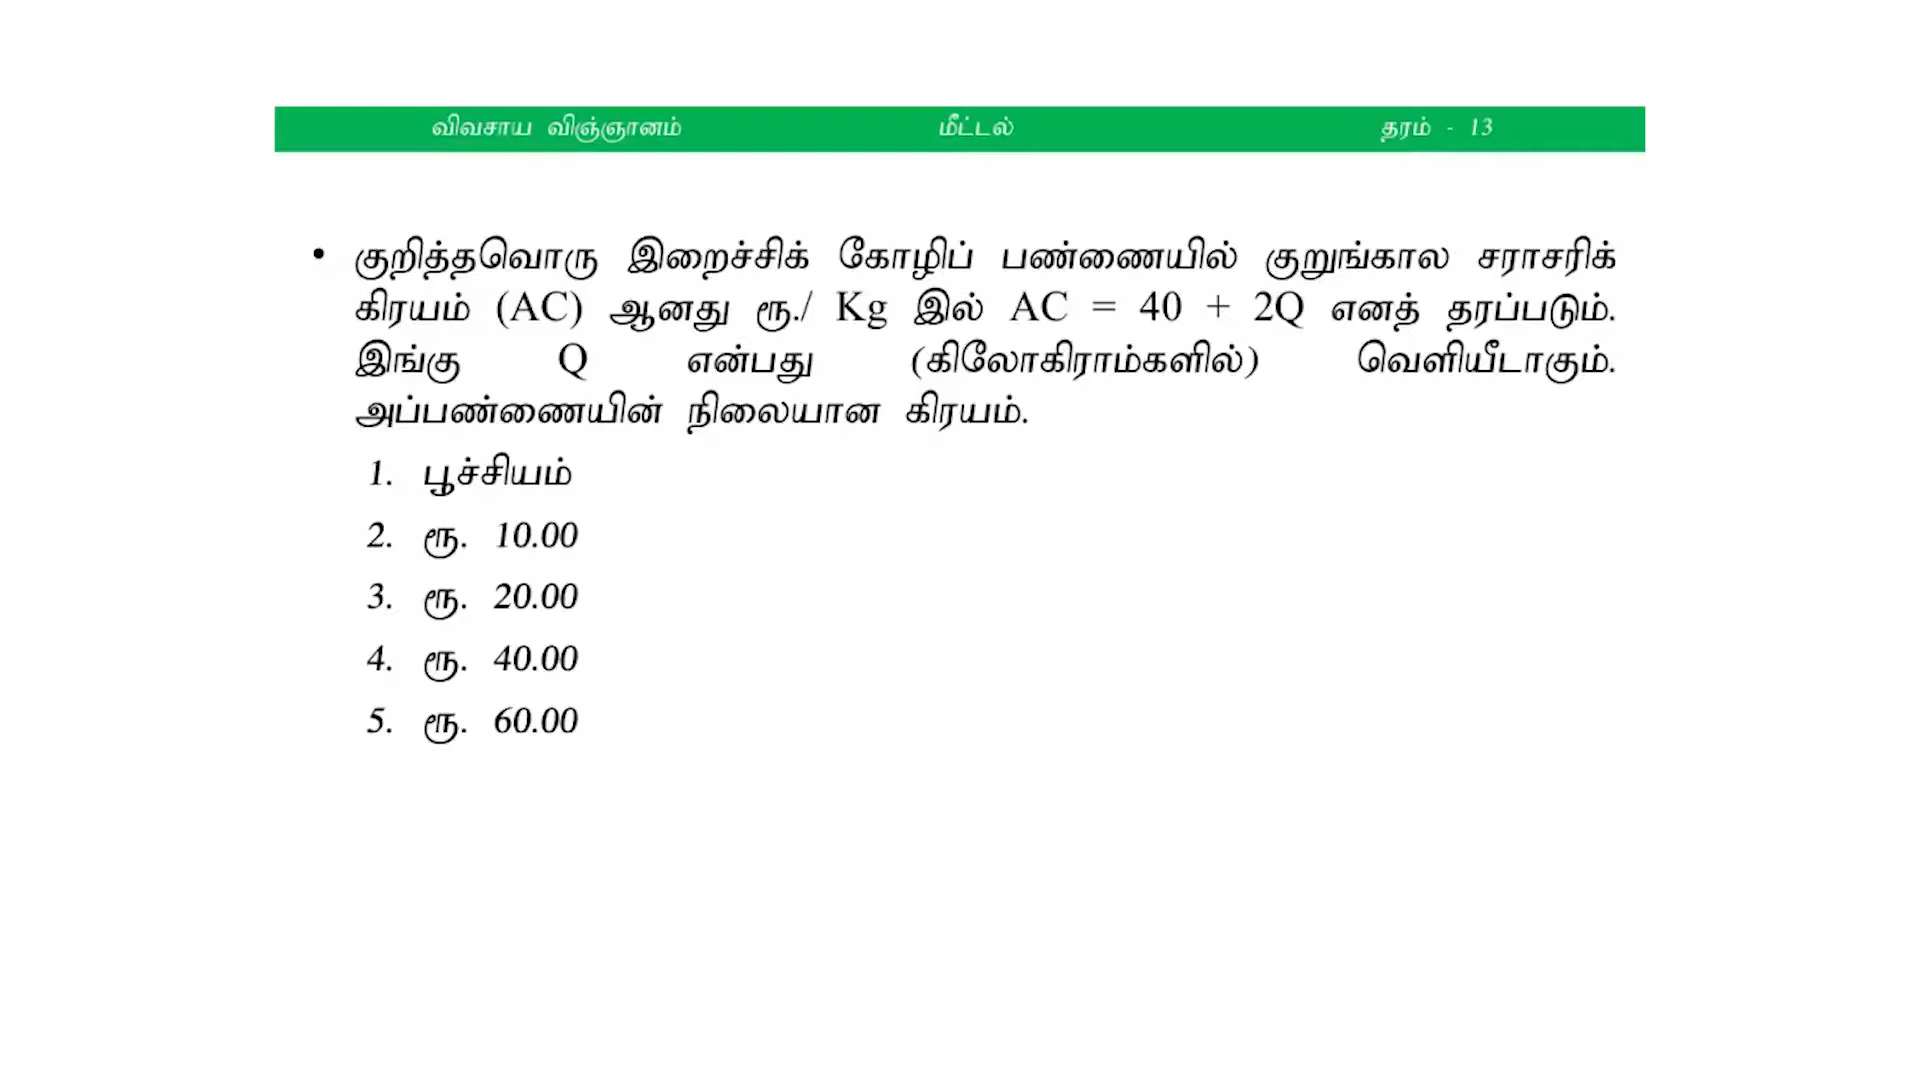 விவசாய விஞ்ஞானம் மீட்டல் தரம் - 13
• குறித்தவொரு இறைச்சிக் கோழிப் பண்ணையில் குறுங்கால சராசரிக்
கிரயம் (AC) ஆனது ரூ./ Kg இல் AC = 40 + 2Q எனத் தரப்படும்.
இங்கு Q என்பது (கிலோகிராம்களில்) வெளியீடாகும்.
அப்பண்ணையின் நிலையான கிரயம்.
1. பூச்சியம்
2. ரூ. 10.00
3. ரூ. 20.00
4. ரூ. 40.00
5. ரூ. 60.00